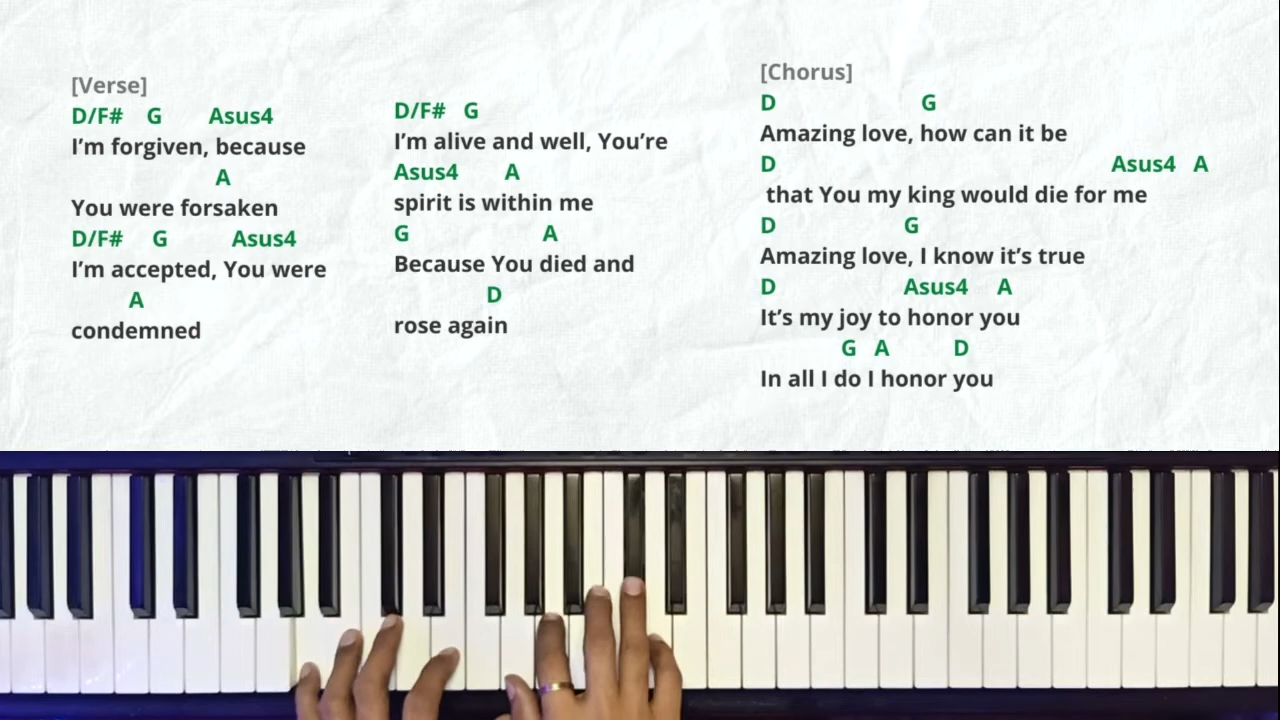 [Verse]
D/F# G Asus4
I’m forgiven, because
A
You were forsaken
D/F# G Asus4
I’m accepted, You were
A
condemned
D/F# G
I’m alive and well, You’re
Asus4 A
spirit is within me
G A
Because You died and
D
rose again
[Chorus]
D G
Amazing love, how can it be
D Asus4 A
that You my king would die for me
D G
Amazing love, I know it’s true
D Asus4 A
It’s my joy to honor you
G A D
In all I do I honor you